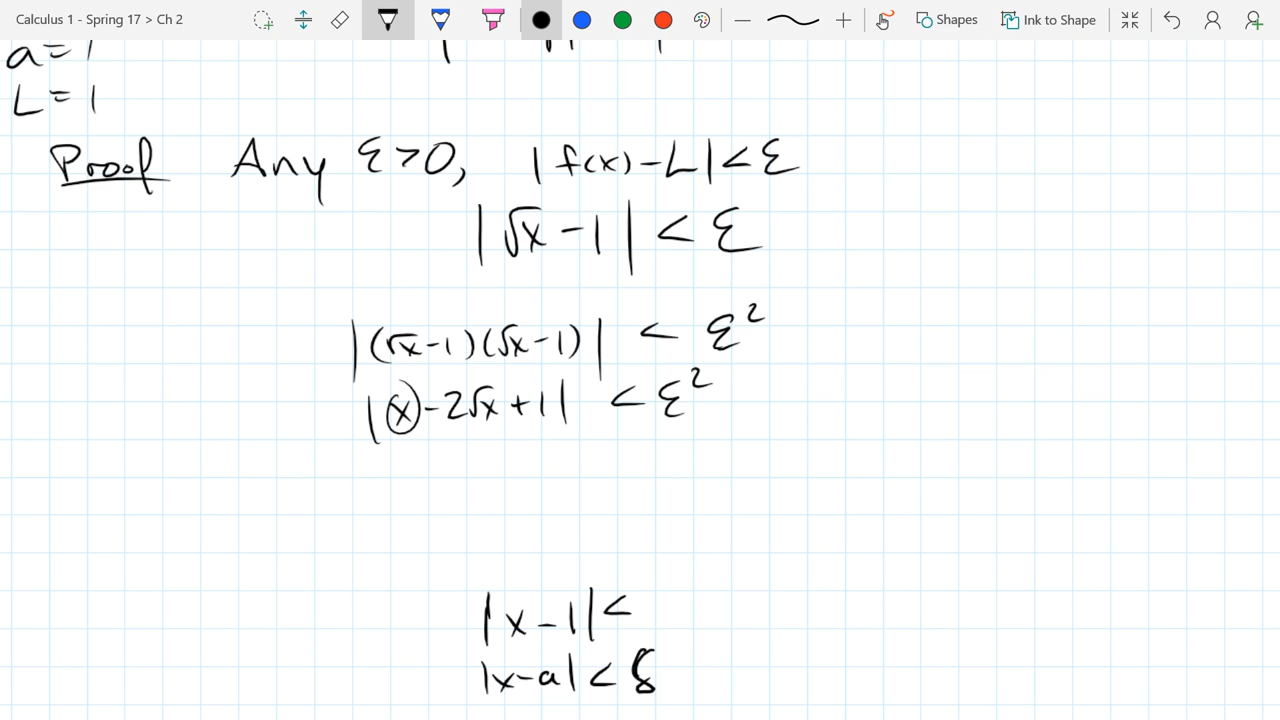 Calculus 1 - Spring 17 > Ch 2
Shapes
Ink to Shape
a = 1
L = 1
Proof Any ε > 0, | f(x) - L | < ε
| √x - 1 | < ε
| (√x - 1)(√x - 1) | < ε²
| x - 2√x + 1 | < ε²
| x - 1 | <
| x - a | < δ